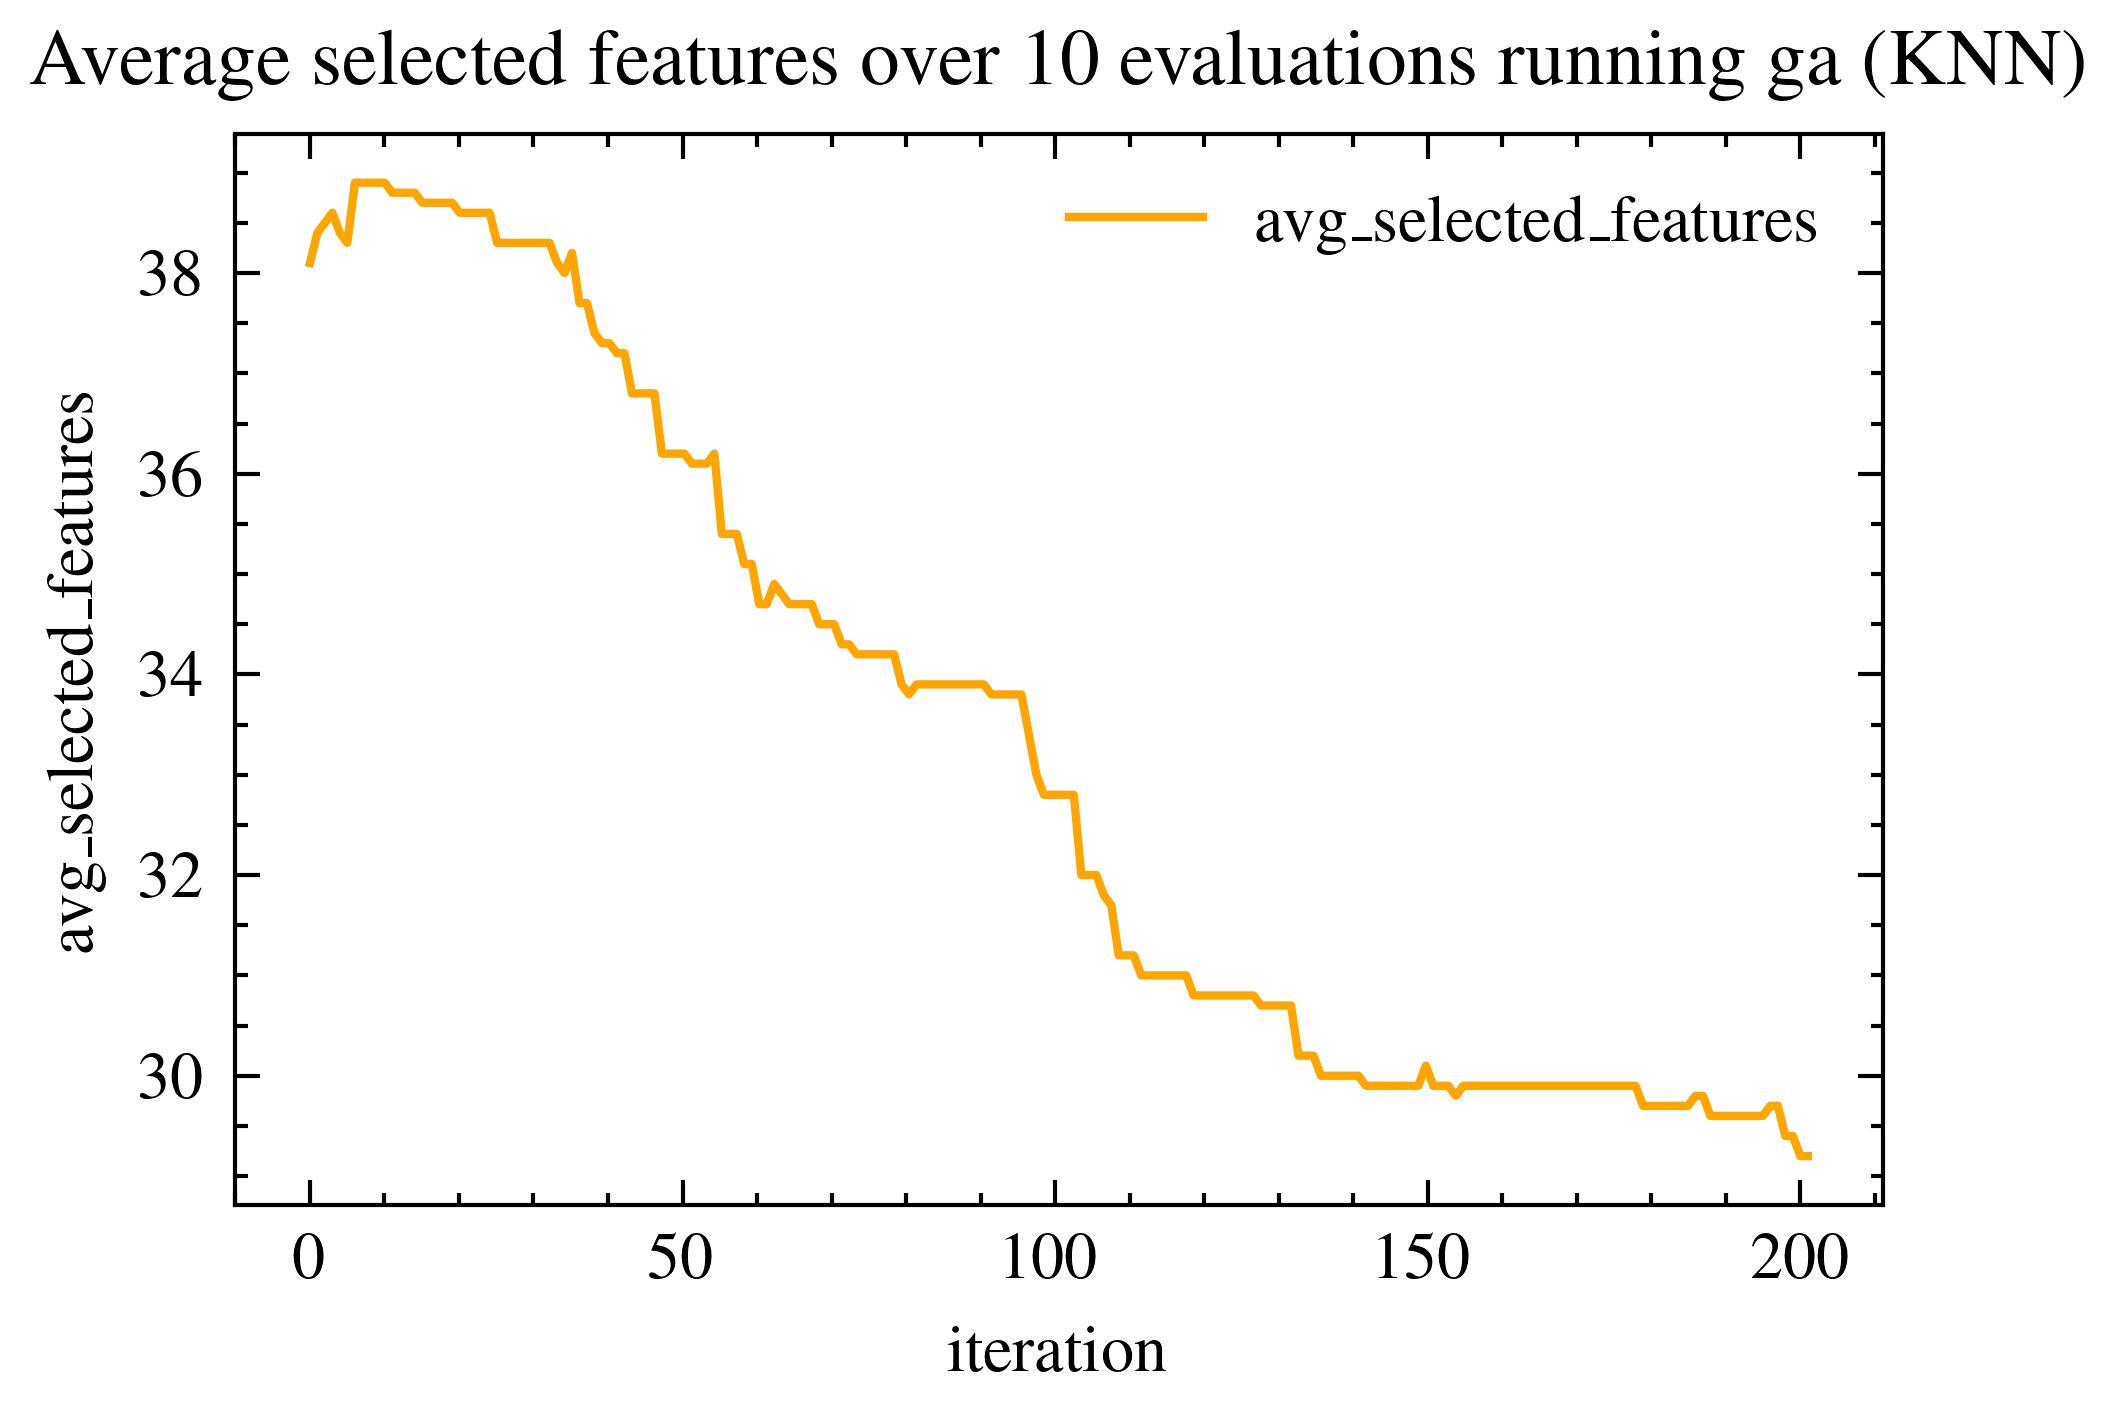 Average selected features over 10 evaluations running ga (KNN)
avg_selected_features
38
36
34
32
30
avg_selected_features
0 50 100 150 200
iteration